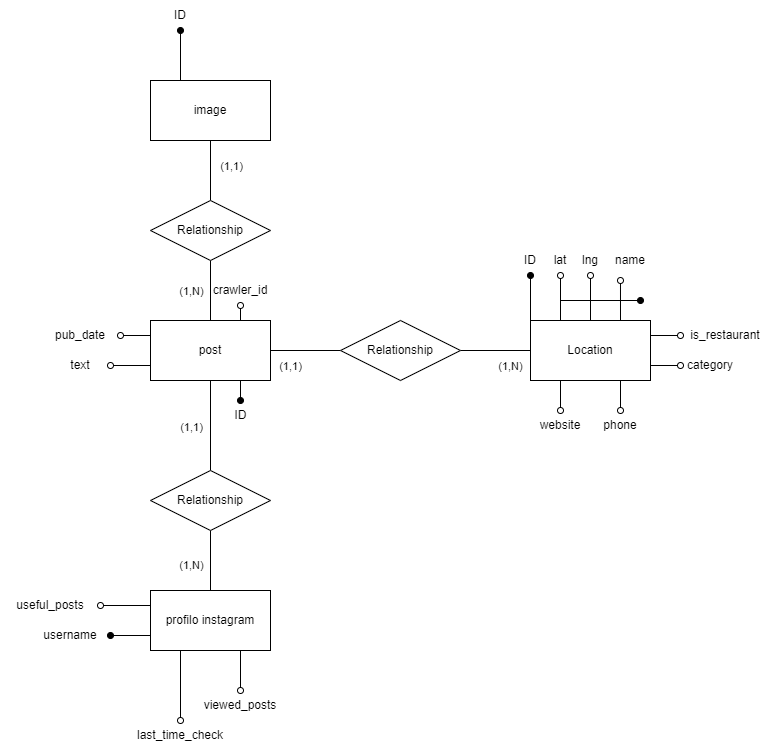 ID
image
(1,1)
Relationship
(1,N)
crawler_id
ID
lat
lng
name
pub_date
post
Relationship
Location
is_restaurant
text
(1,1)
(1,N)
category
ID
website
phone
(1,1)
Relationship
(1,N)
useful_posts
profilo instagram
username
viewed_posts
last_time_check